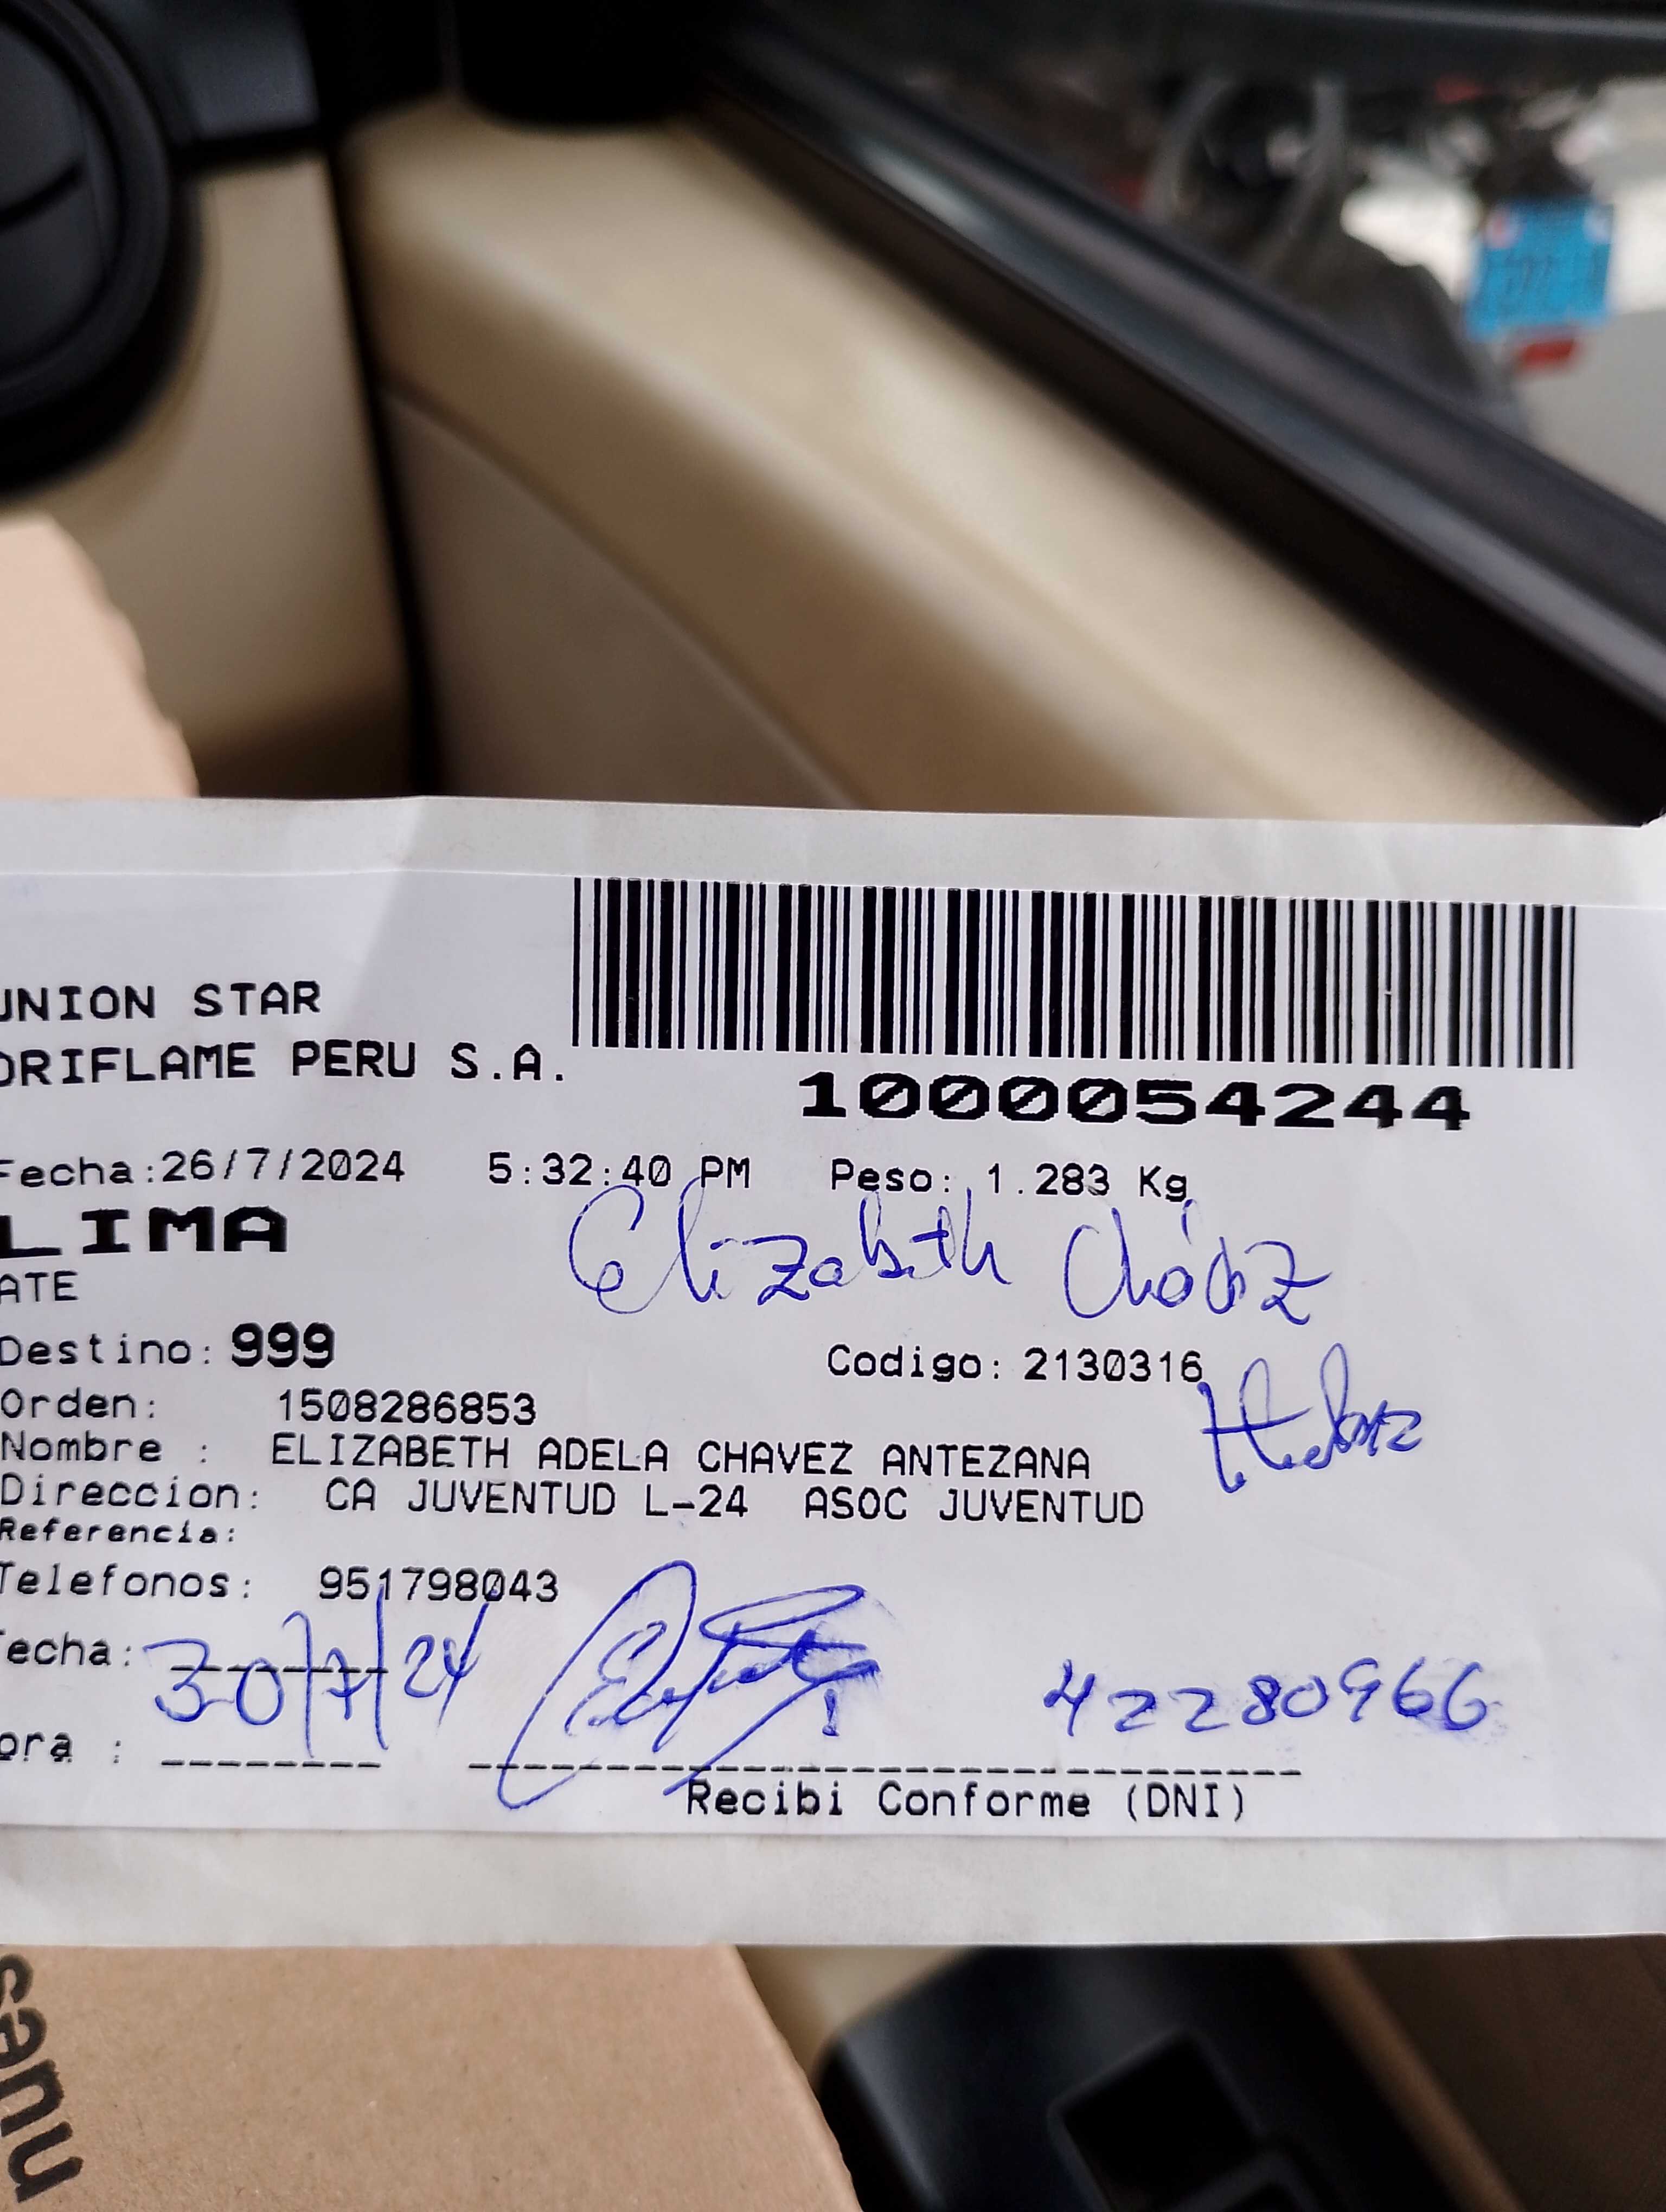 UNION STAR
ORIFLAME PERU S.A.
1000054244
Fecha:26/7/2024 5:32:40 PM Peso: 1.283 Kg
LIMA
Elizabeth Chávez
ATE
Destino: 999 Codigo: 2130316
Orden: 1508286853
Nombre : ELIZABETH ADELA CHAVEZ ANTEZANA
Direccion: CA JUVENTUD L-24 ASOC JUVENTUD
Referencia:
Telefonos: 951798043
echa: 30/7/24 42280966
ora :
Recibi Conforme (DNI)